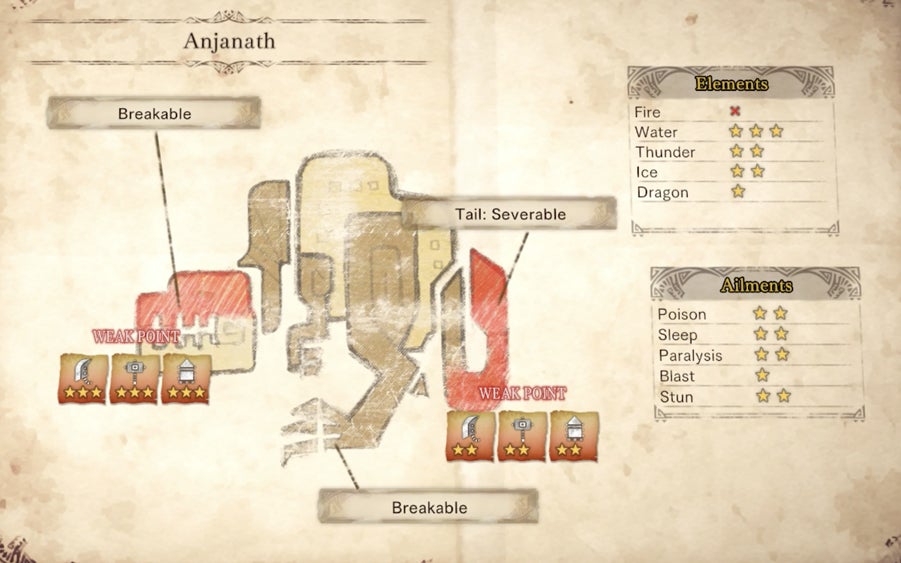 Anjanath
Breakable
Tail: Severable
WEAK POINT
WEAK POINT
Breakable
Elements
Fire
Water
Thunder
Ice
Dragon
Ailments
Poison
Sleep
Paralysis
Blast
Stun